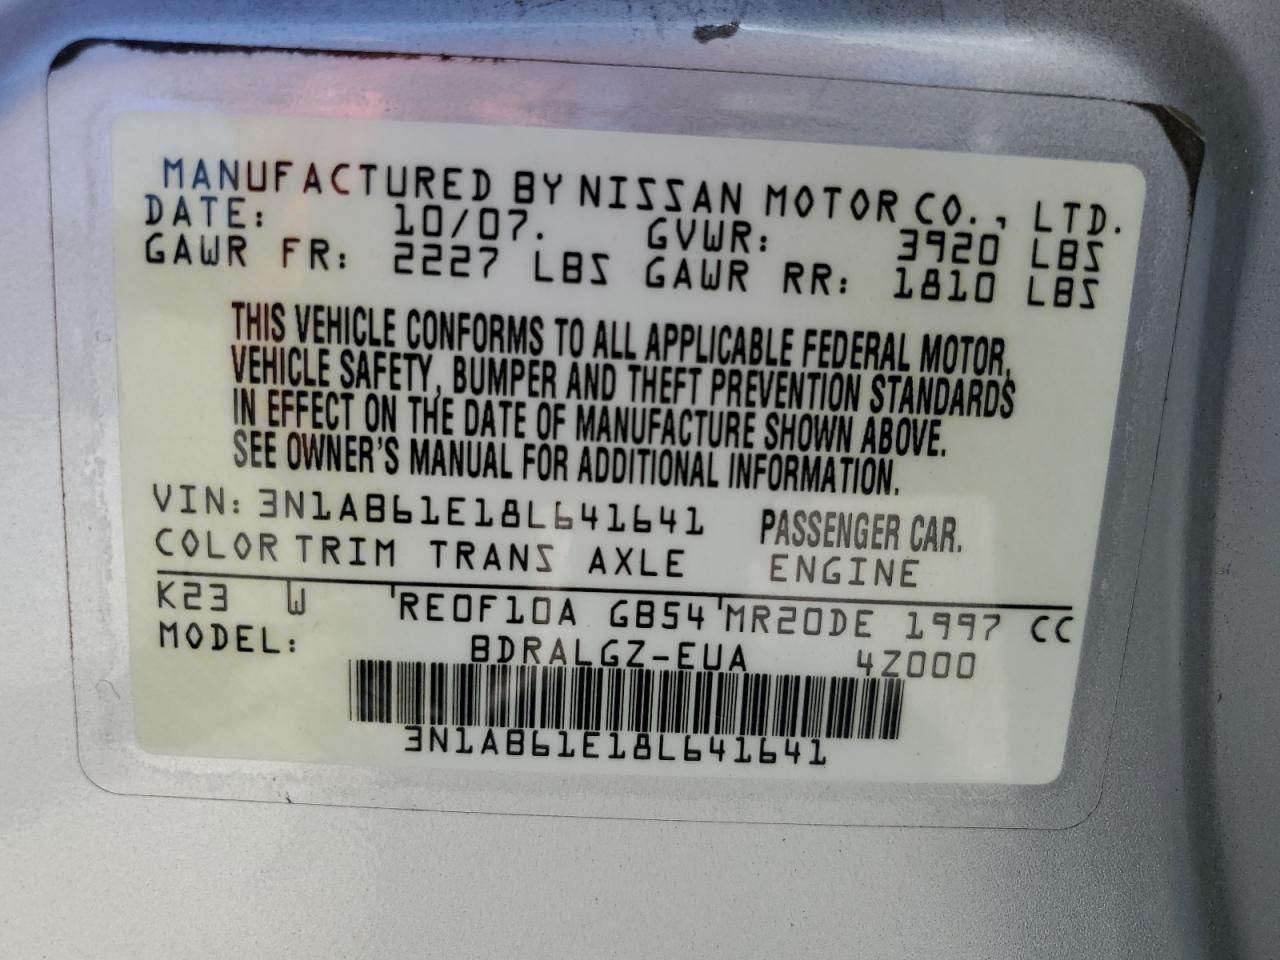 MANUFACTURED BY NISSAN MOTOR CO., LTD.
DATE: 10/07. GVWR: 3920 LBS
GAWR FR: 2227 LBS GAWR RR: 1810 LBS
THIS VEHICLE CONFORMS TO ALL APPLICABLE FEDERAL MOTOR,
VEHICLE SAFETY, BUMPER AND THEFT PREVENTION STANDARDS
IN EFFECT ON THE DATE OF MANUFACTURE SHOWN ABOVE.
SEE OWNER'S MANUAL FOR ADDITIONAL INFORMATION.
VIN: 3N1AB61E18L641641 PASSENGER CAR.
COLOR TRIM TRANS AXLE ENGINE
K23 W 'RE0F10A GB54'MR20DE 1997 CC
MODEL: BDRALGZ-EUA 4Z000
3N1AB61E18L641641